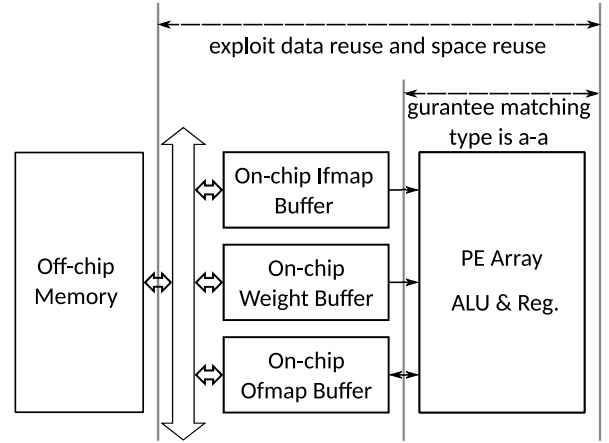 exploit data reuse and space reuse
gurantee matching
type is a-a
On-chip Ifmap
Buffer
Off-chip
Memory
On-chip
Weight Buffer
PE Array
ALU & Reg.
On-chip
Ofmap Buffer